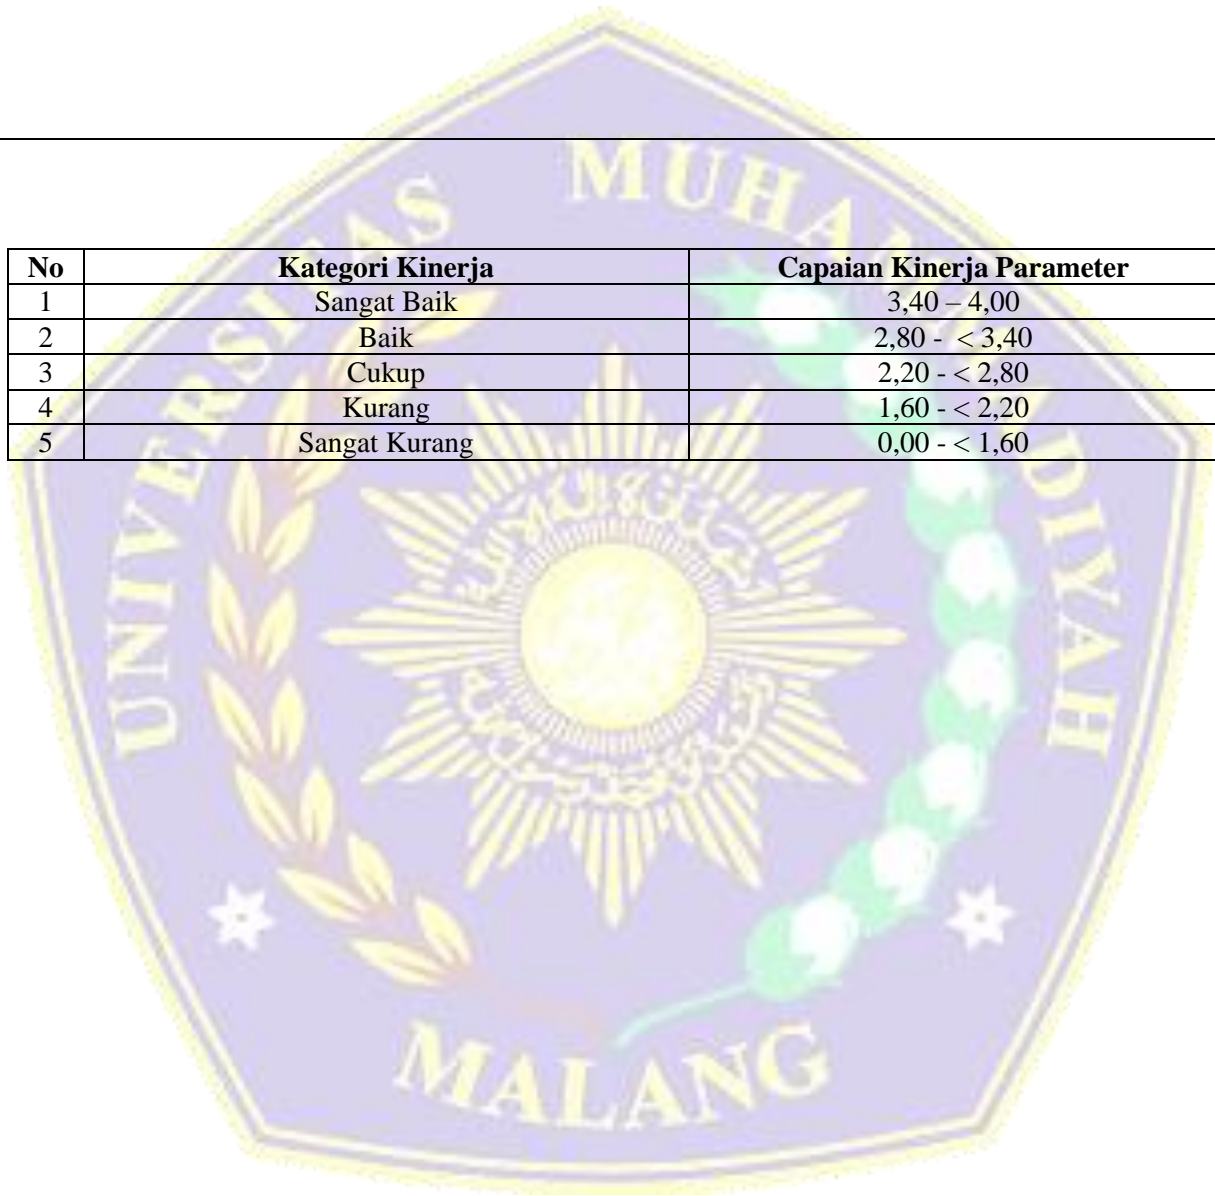 UNIVERSITAS MUHAMMADIYAH
No Kategori Kinerja Capaian Kinerja Parameter
1 Sangat Baik 3,40 – 4,00
2 Baik 2,80 - < 3,40
3 Cukup 2,20 - < 2,80
4 Kurang 1,60 - < 2,20
5 Sangat Kurang 0,00 - < 1,60
MALANG